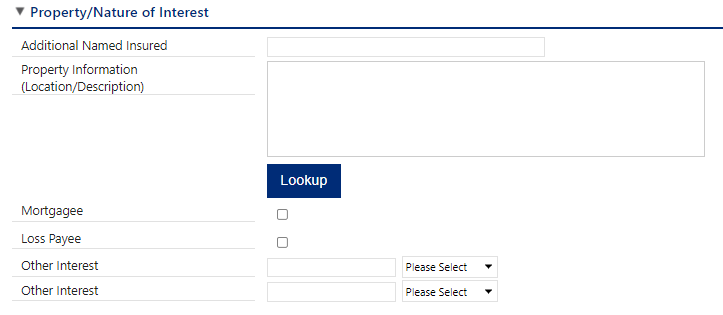 Property/Nature of Interest
Additional Named Insured
Property Information
(Location/Description)
Lookup
Mortgagee
Loss Payee
Other Interest Please Select
Other Interest Please Select